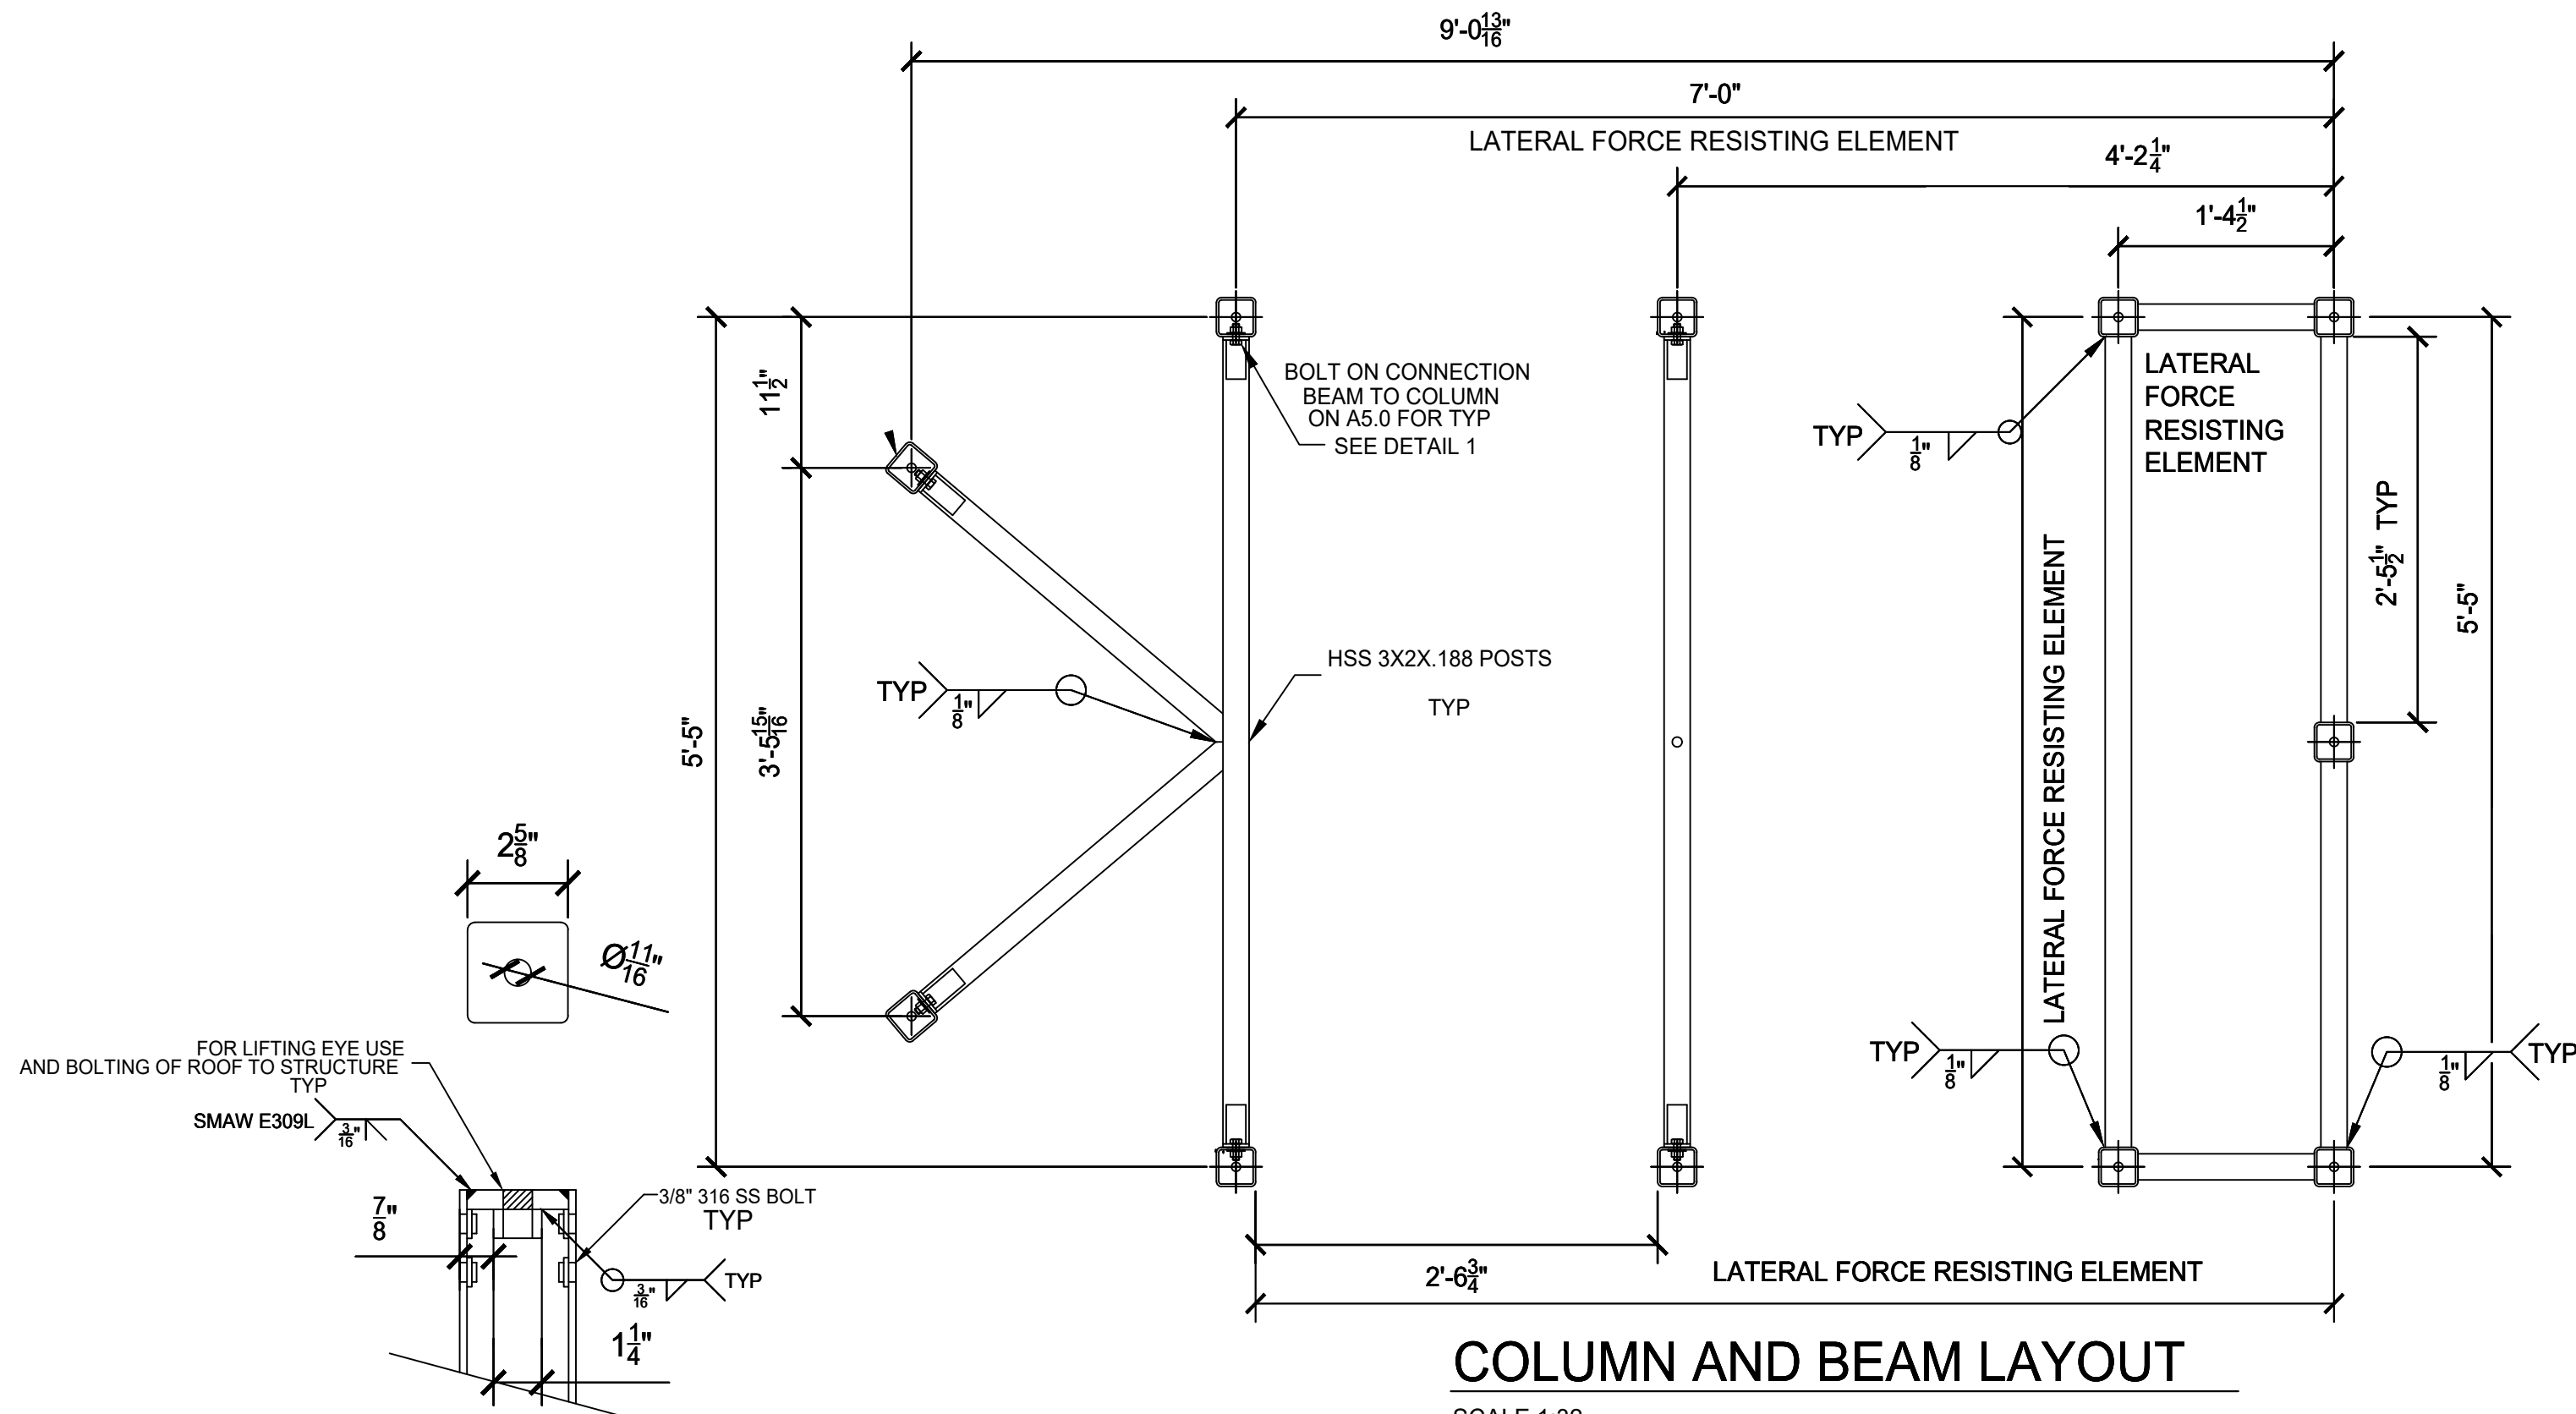 9'-0 13/16"
7'-0"
LATERAL FORCE RESISTING ELEMENT
4'-2 1/4"
1'-4 1/2"
11 1/2"
BOLT ON CONNECTION
BEAM TO COLUMN
ON A5.0 FOR TYP
SEE DETAIL 1
LATERAL
FORCE
RESISTING
ELEMENT
TYP
1/8"
2'-5 1/2" TYP
5'-5"
LATERAL FORCE RESISTING ELEMENT
HSS 3X2X.188 POSTS
TYP
TYP
1/8"
5'-5"
3'-5 15/16"
2 5/8"
Ø 11/16"
FOR LIFTING EYE USE
AND BOLTING OF ROOF TO STRUCTURE
TYP
SMAW E309L
3/16"
7/8"
3/8" 316 SS BOLT
TYP
3/16"
TYP
1 1/4"
TYP
1/8"
1/8"
TYP
2'-6 3/4"
LATERAL FORCE RESISTING ELEMENT
COLUMN AND BEAM LAYOUT